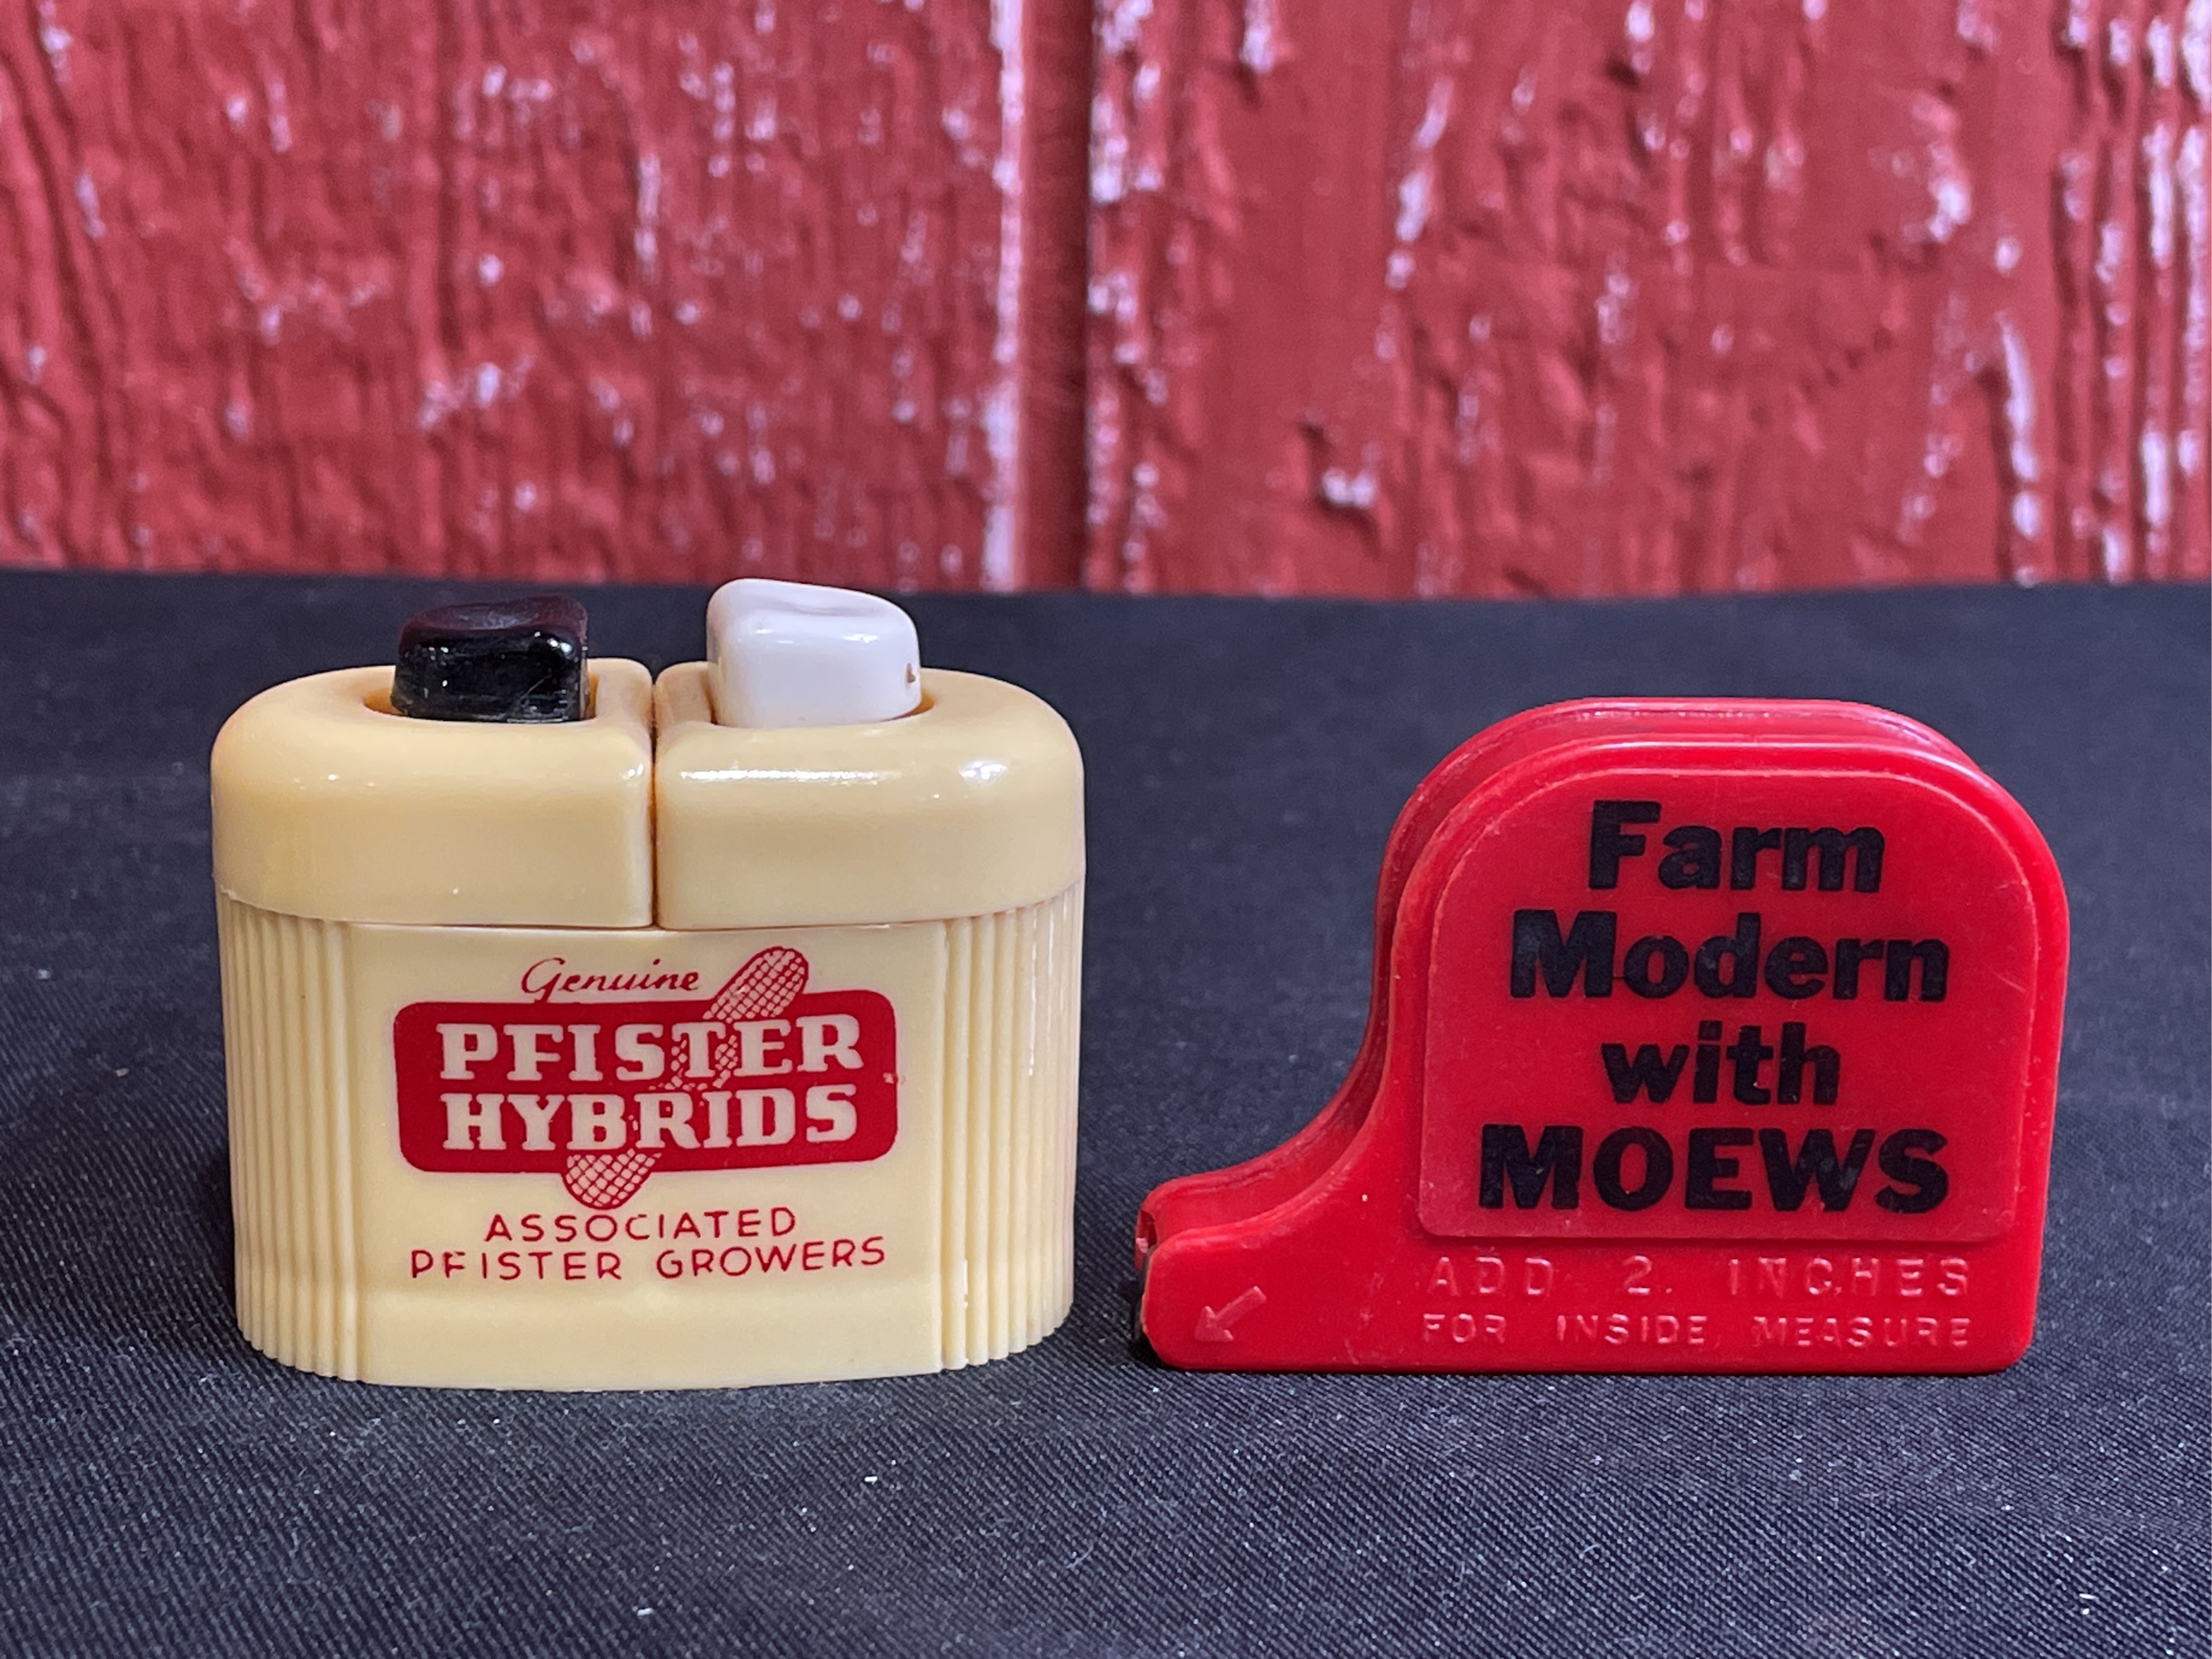 Genuine
PFISTER
HYBRIDS
ASSOCIATED
PFISTER GROWERS
Farm
Modern
with
MOEWS
ADD 2 INCHES
FOR INSIDE MEASURE